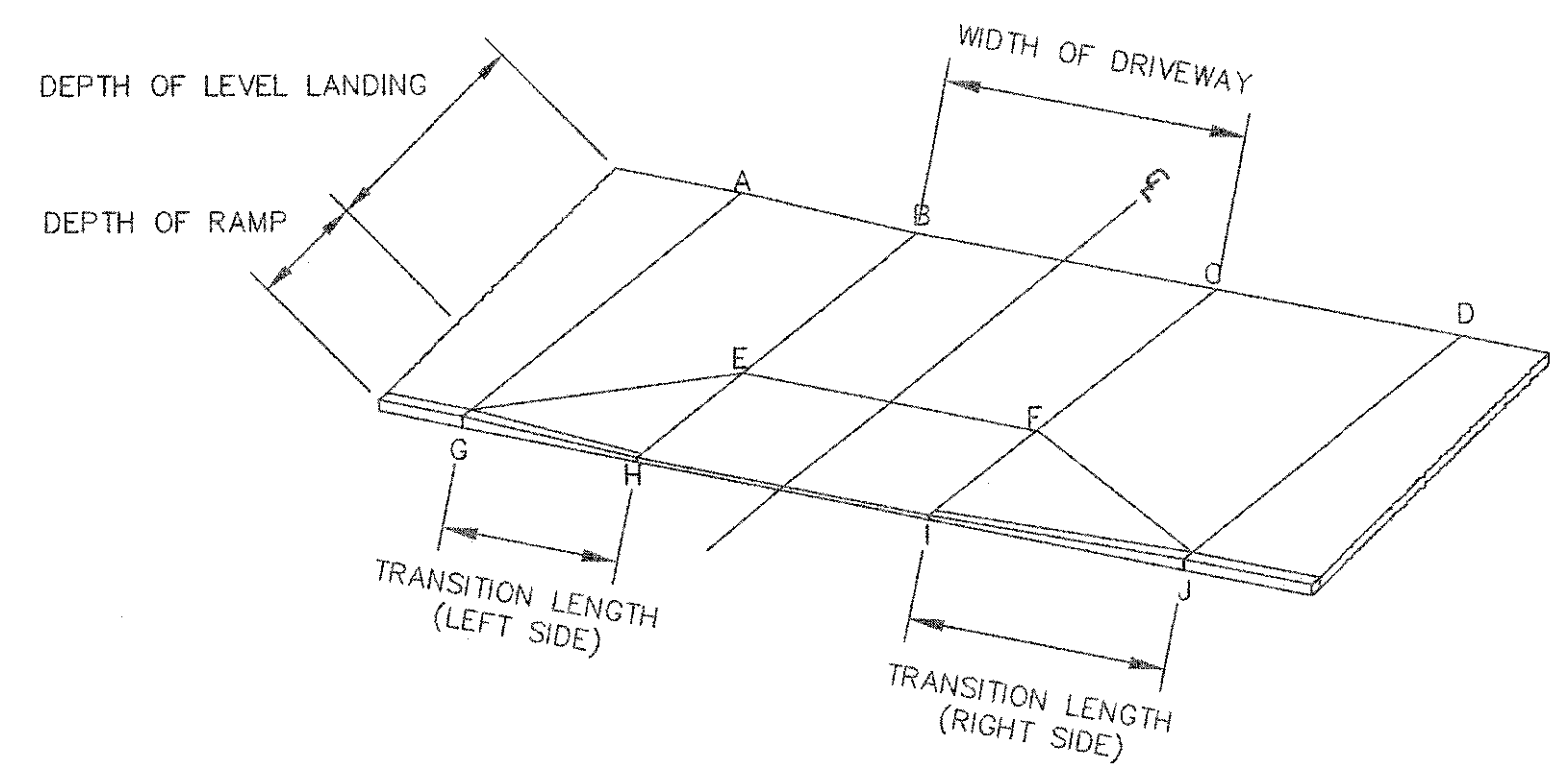 WIDTH OF DRIVEWAY
DEPTH OF LEVEL LANDING
DEPTH OF RAMP
A
B
C
D
E
F
G
H
I
J
℄
TRANSITION LENGTH
(LEFT SIDE)
TRANSITION LENGTH
(RIGHT SIDE)